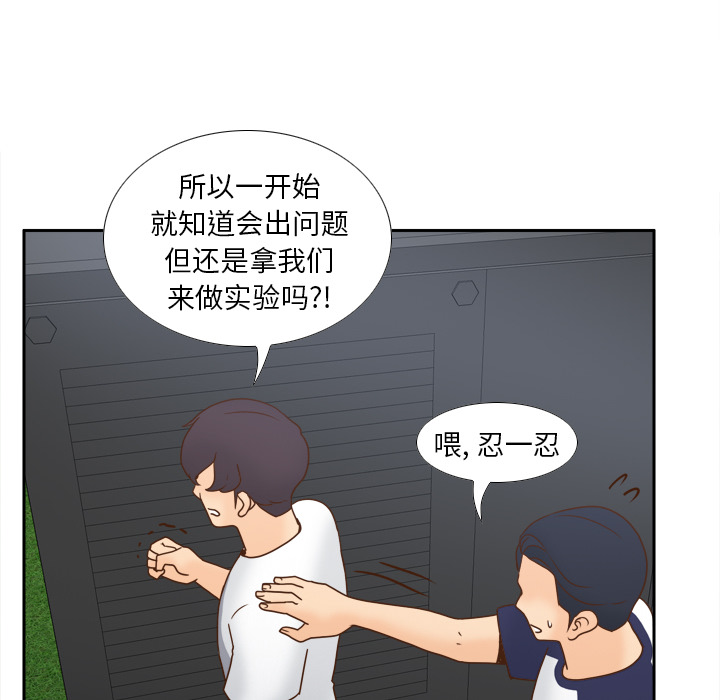 所以一开始
就知道会出问题
但还是拿我们
来做实验吗?!
喂, 忍一忍